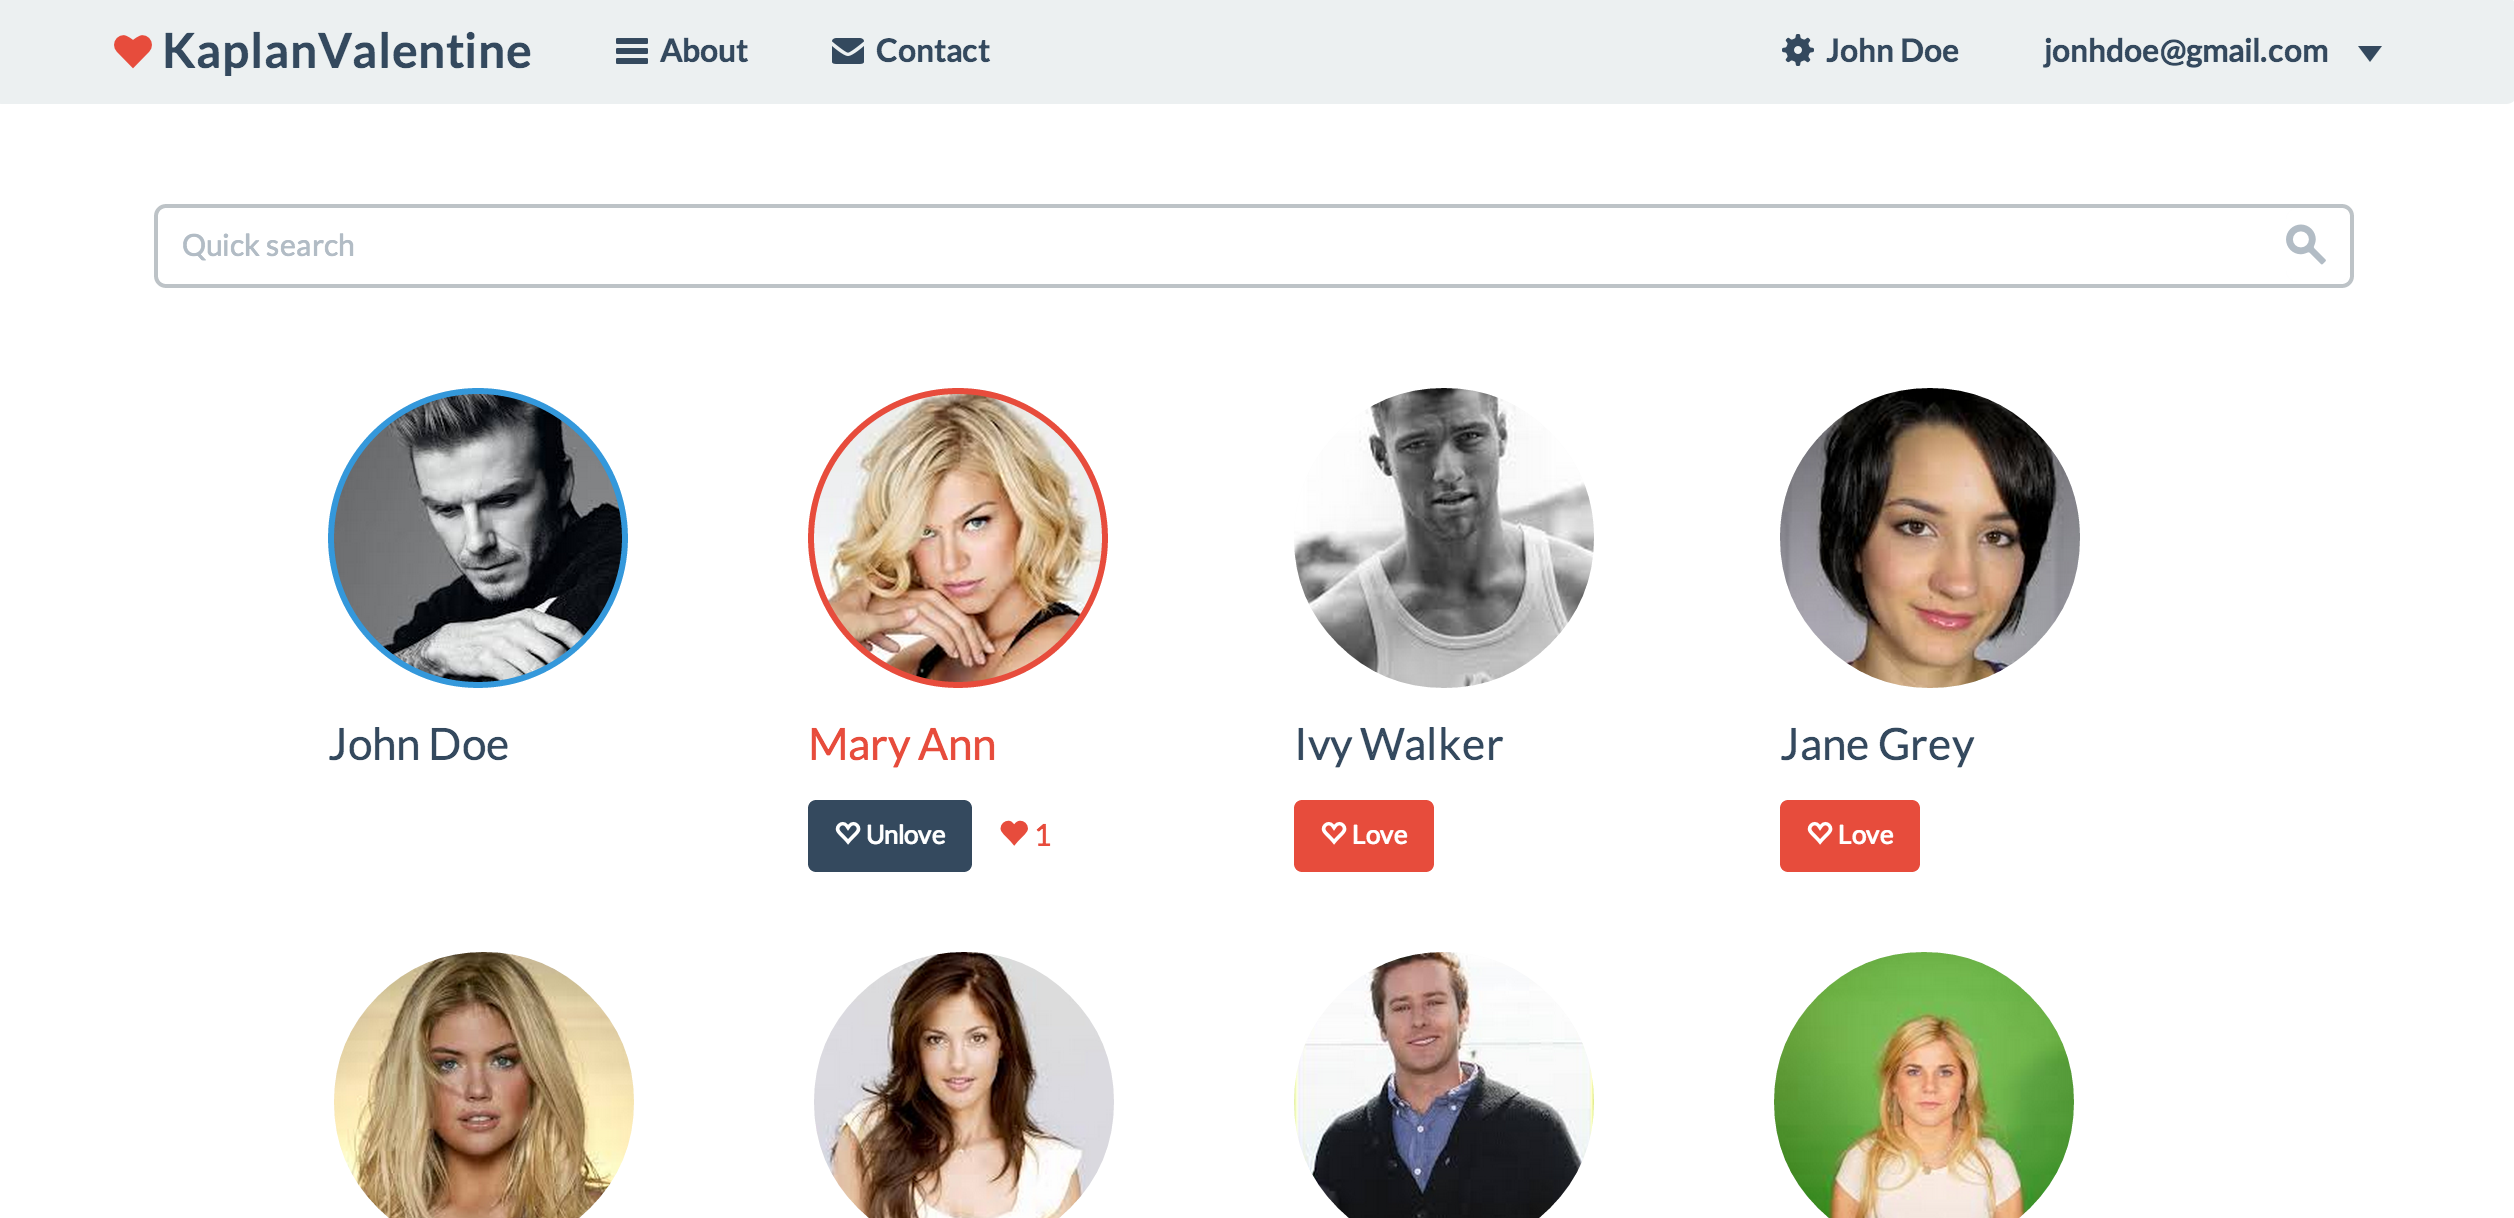 KaplanValentine
About
Contact
John Doe
jonhdoe@gmail.com
Quick search
John Doe
Mary Ann
Ivy Walker
Jane Grey
Unlove
1
Love
Love